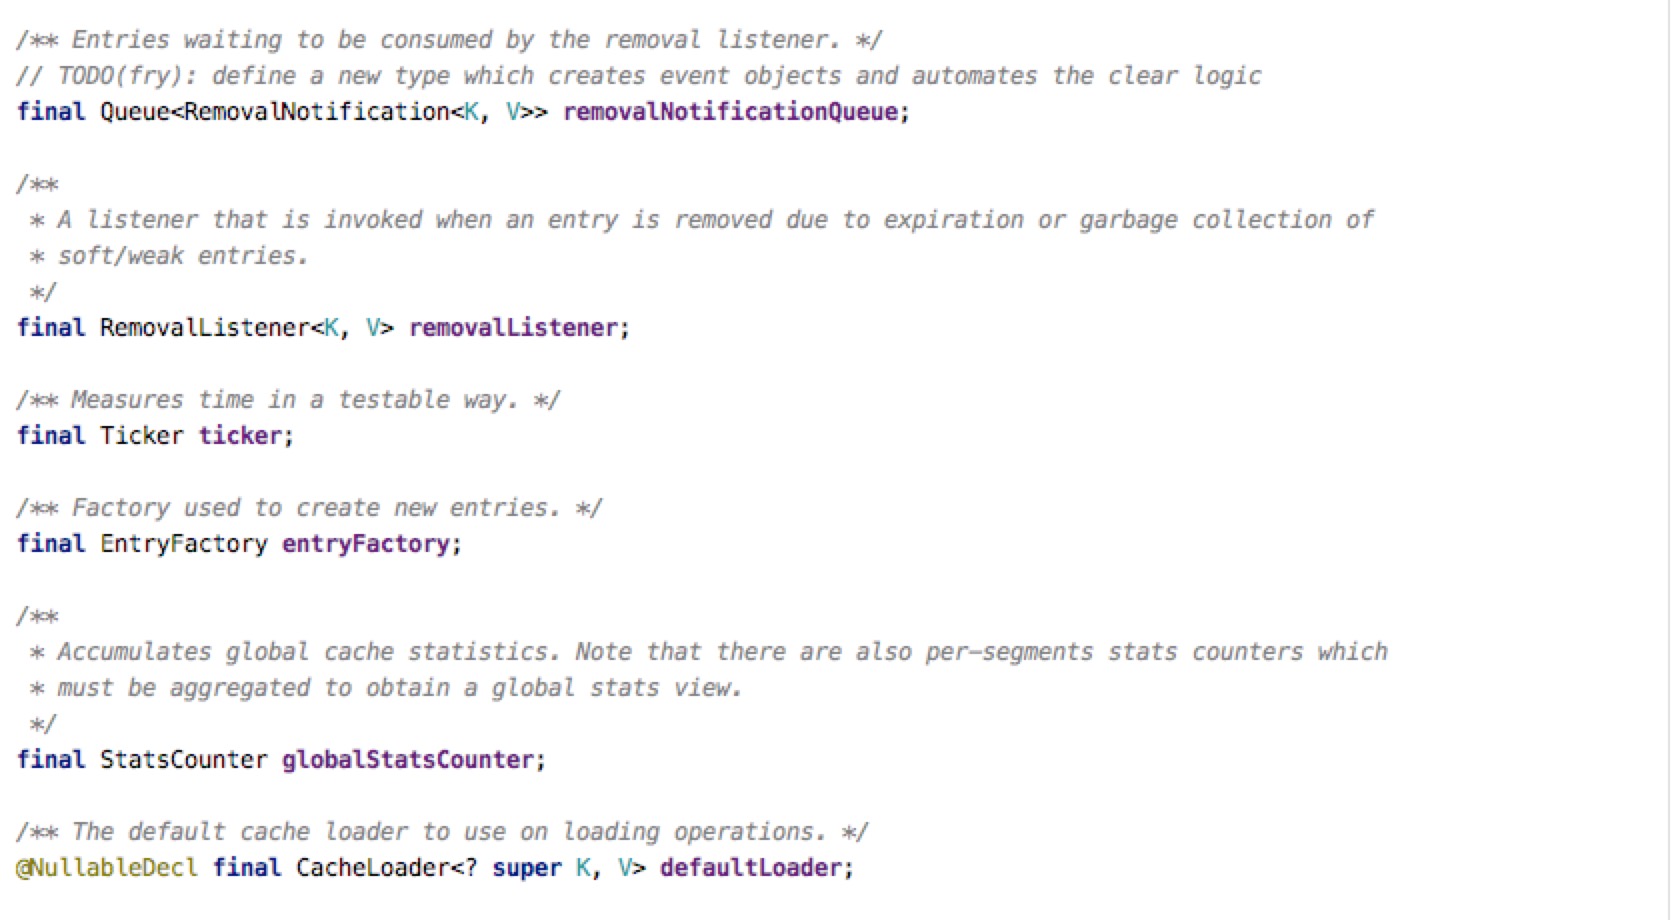 /** Entries waiting to be consumed by the removal listener. */
// TODO(fry): define a new type which creates event objects and automates the clear logic
final Queue<RemovalNotification<K, V>> removalNotificationQueue;
/**
* A listener that is invoked when an entry is removed due to expiration or garbage collection of
* soft/weak entries.
*/
final RemovalListener<K, V> removalListener;
/** Measures time in a testable way. */
final Ticker ticker;
/** Factory used to create new entries. */
final EntryFactory entryFactory;
/**
* Accumulates global cache statistics. Note that there are also per-segments stats counters which
* must be aggregated to obtain a global stats view.
*/
final StatsCounter globalStatsCounter;
/** The default cache loader to use on loading operations. */
@NullableDecl final CacheLoader<? super K, V> defaultLoader;